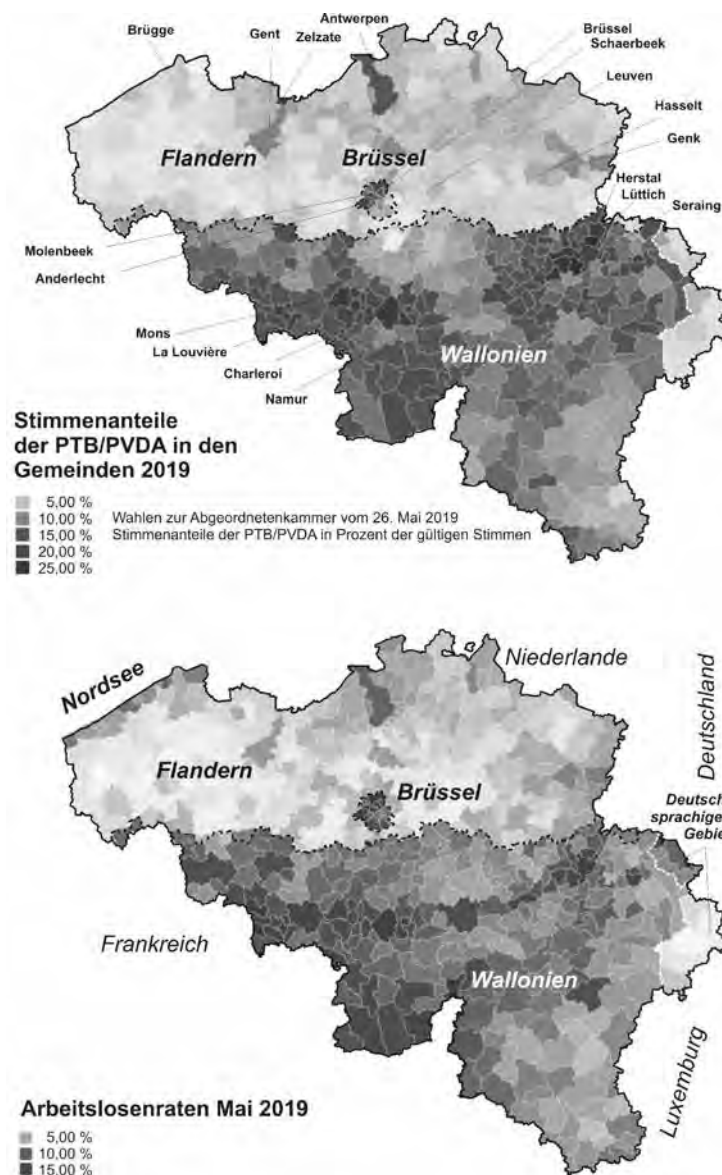 Antwerpen
Brügge
Gent
Zelzate
Brüssel
Schaerbeek
Leuven
Hasselt
Genk
Flandern
Brüssel
Herstal
Lüttich
Seraing
Molenbeek
Anderlecht
Mons
La Louvière
Charleroi
Namur
Wallonien
Stimmenanteile
der PTB/PVDA in den
Gemeinden 2019
5,00 %
10,00 %
15,00 %
20,00 %
25,00 %
Wahlen zur Abgeordnetenkammer vom 26. Mai 2019
Stimmenanteile der PTB/PVDA in Prozent der gültigen Stimmen
Nordsee
Niederlande
Deutschland
Flandern
Brüssel
Deutsch
sprachige
Gebie
Frankreich
Wallonien
Luxemburg
Arbeitslosenraten Mai 2019
5,00 %
10,00 %
15,00 %